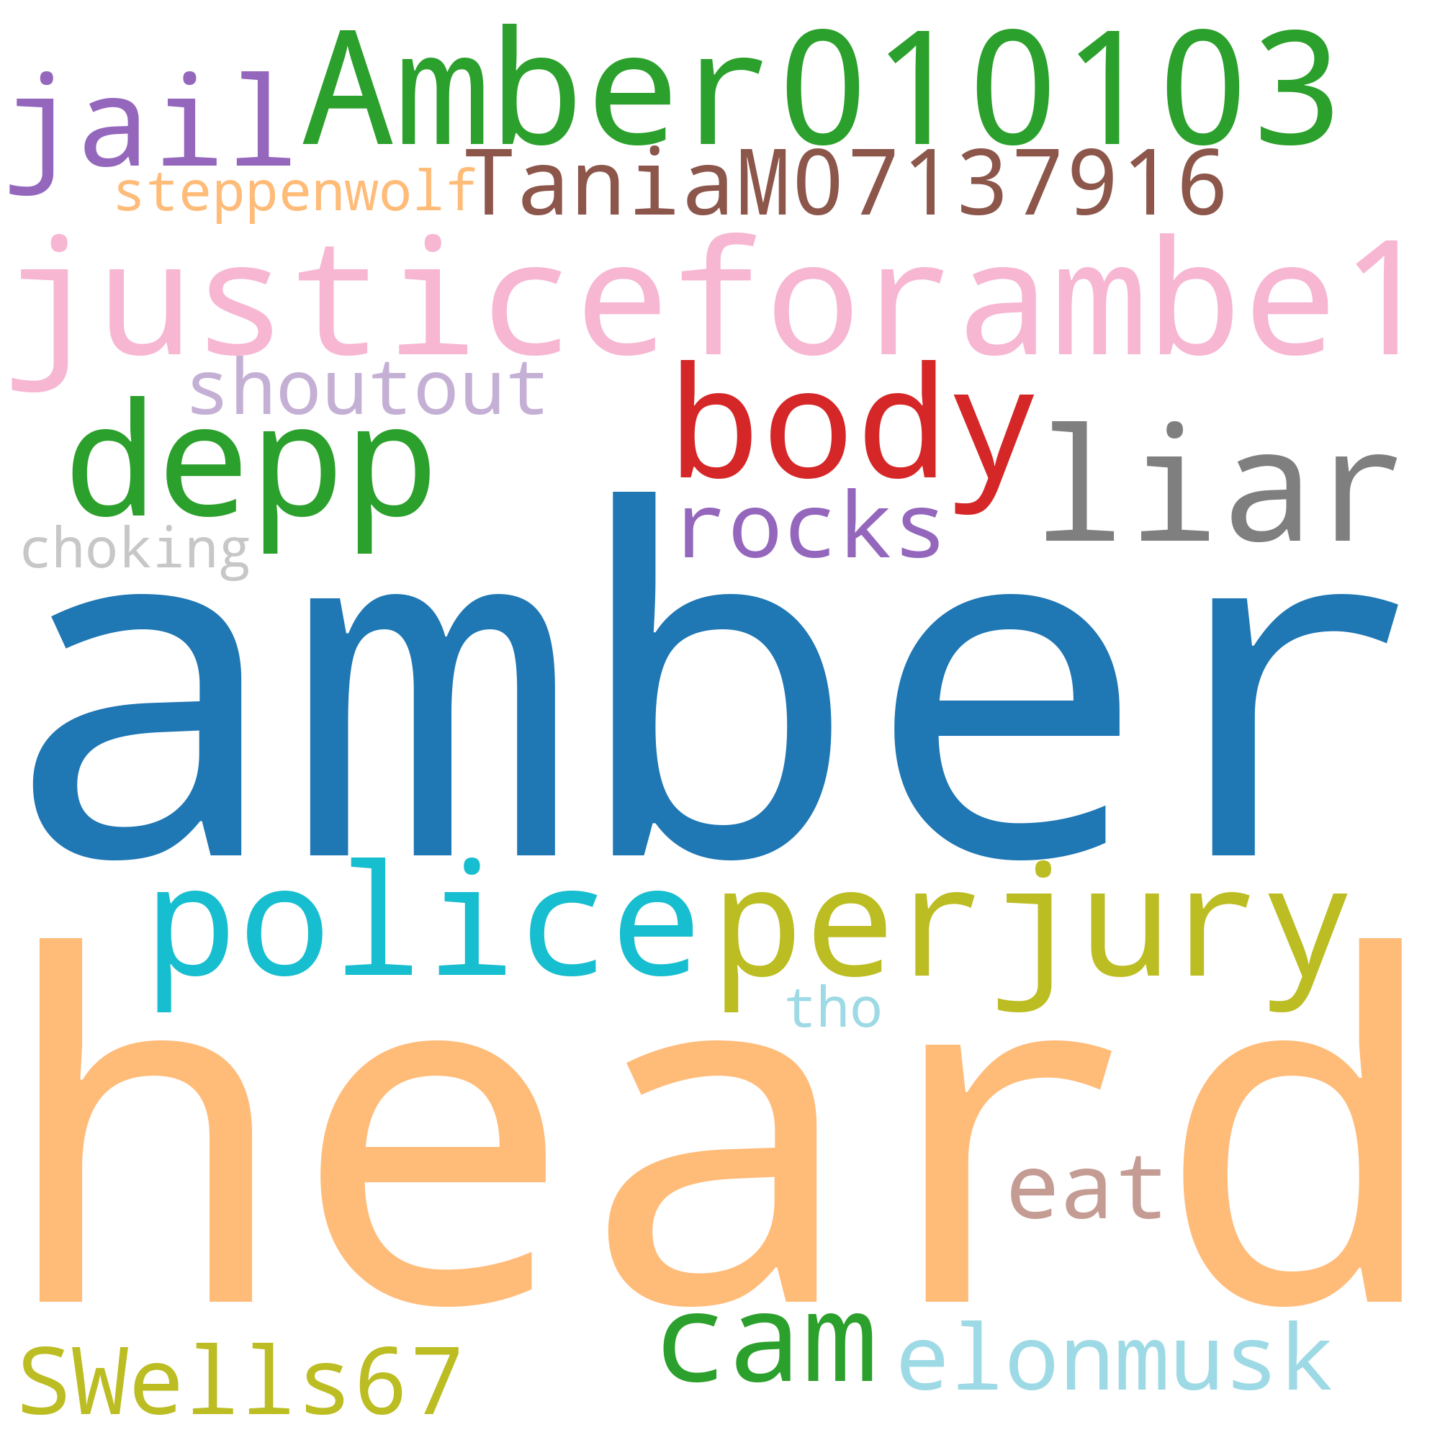 jail Amber010103
steppenwolf TaniaM07137916
justiceforambe1
shoutout
depp body liar
rocks
choking
amber
police perjury
tho
heard
eat
cam elonmusk
SWells67